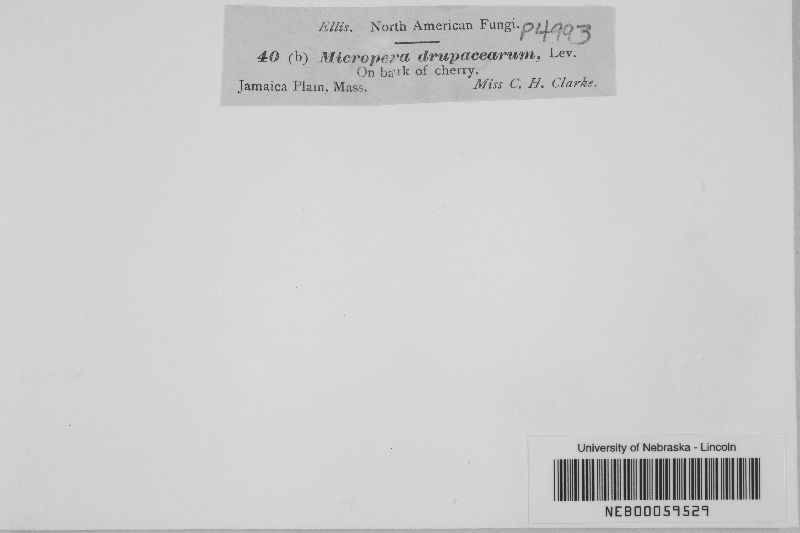 Ellis. North American Fungi. P4993
40 (b) Micropera drupacearum, Lev.
On bark of cherry.
Jamaica Plain, Mass. Miss C. H. Clarke.
University of Nebraska - Lincoln
NEB00059529